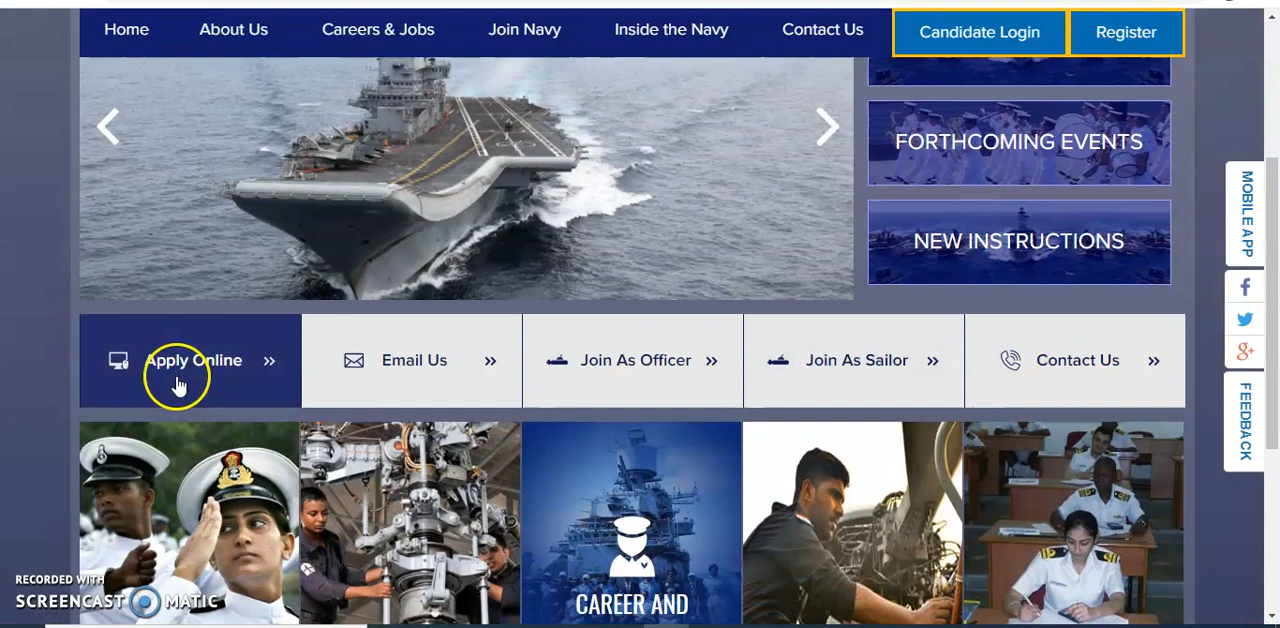 Home About Us Careers & Jobs Join Navy Inside the Navy Contact Us Candidate Login Register
FORTHCOMING EVENTS
NEW INSTRUCTIONS
MOBILE APP
f
g+
FEEDBACK
Apply Online » Email Us » Join As Officer » Join As Sailor » Contact Us »
CAREER AND
RECORDED WITH
SCREENCAST MATIC